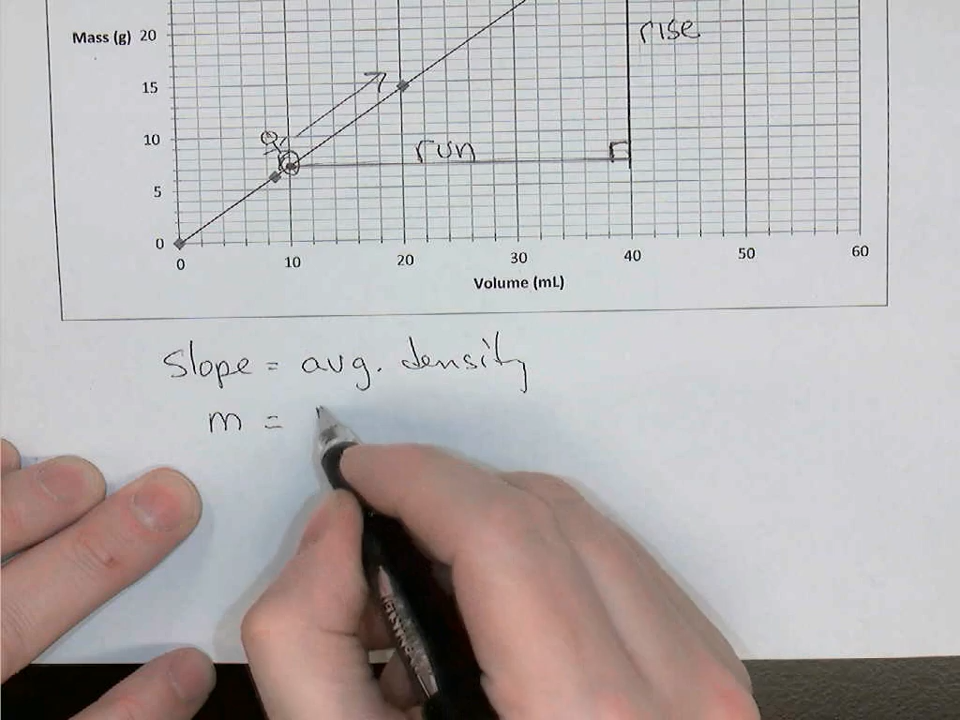 Mass (g) 20
rise
15
10
run
5
0
0 10 20 30 40 50 60
Volume (mL)
Slope = avg. density
m =